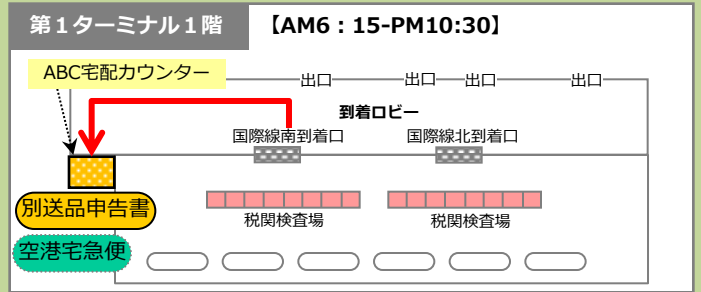 第1ターミナル1階 【AM6：15-PM10:30】
ABC宅配カウンター
出口 出口 出口 出口
到着ロビー
国際線南到着口 国際線北到着口
別送品申告書
税関検査場 税関検査場
空港宅急便